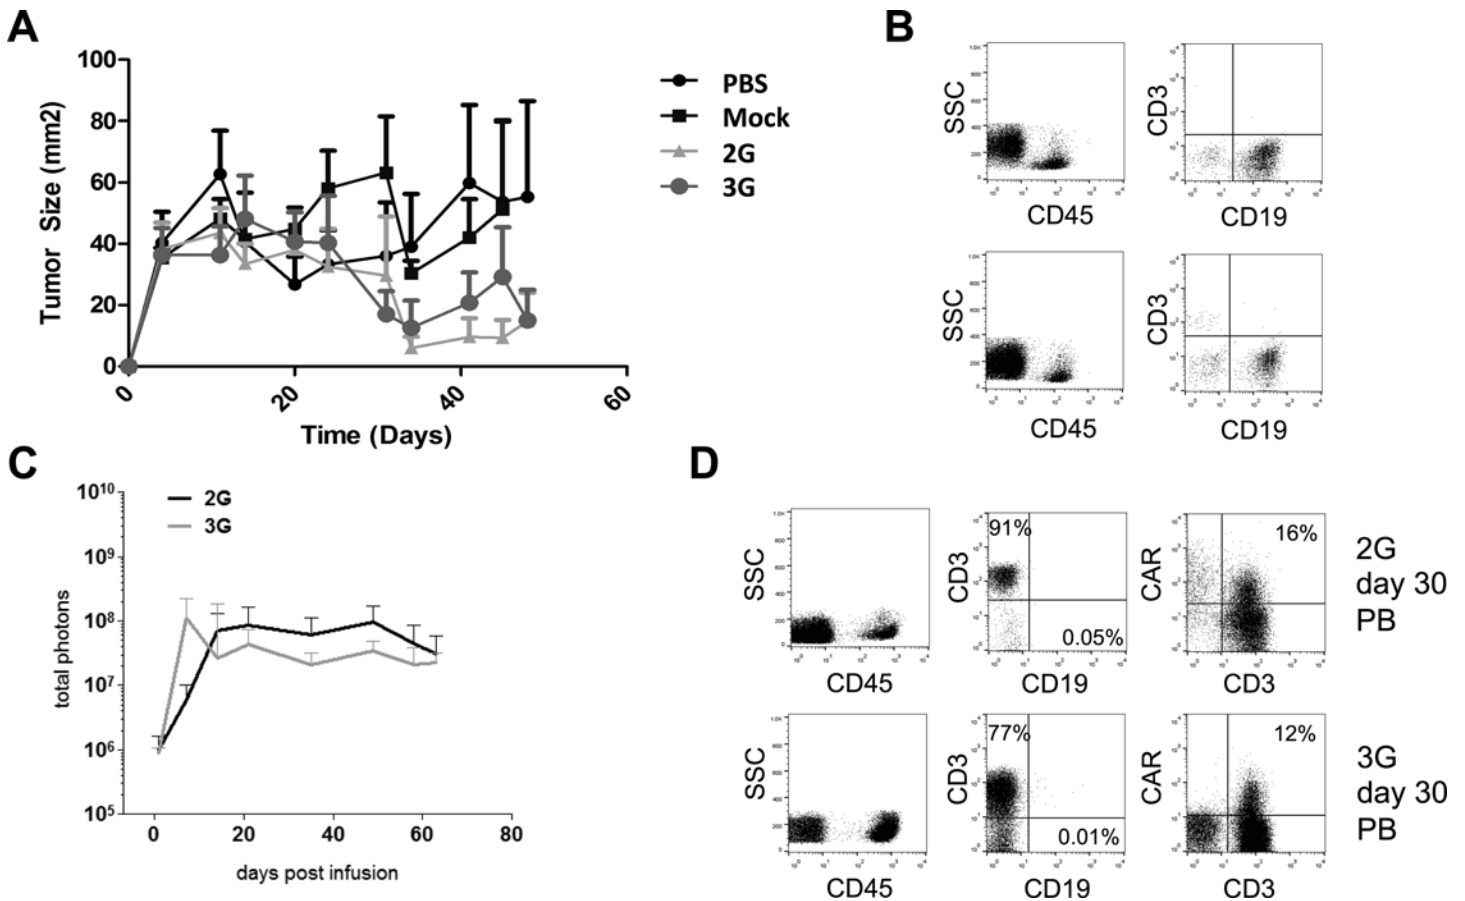 A
100
80
60
40
20
0
Tumor Size (mm2)
0
20
40
60
Time (Days)
PBS
Mock
2G
3G
B
SSC
CD45
CD3
CD19
SSC
CD45
CD3
CD19
C
10^10
10^9
10^8
10^7
10^6
10^5
total photons
2G
3G
0
20
40
60
80
days post infusion
D
SSC
CD45
91%
0.05%
CD3
CD19
16%
CAR
CD3
2G
day 30
PB
SSC
CD45
77%
0.01%
CD3
CD19
12%
CAR
CD3
3G
day 30
PB